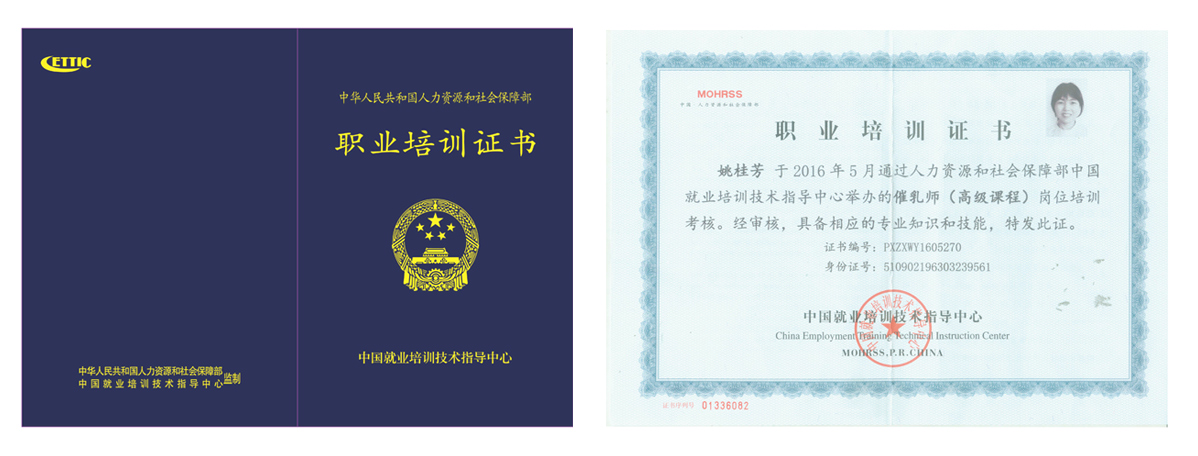 CETTIC
中华人民共和国人力资源和社会保障部
职业培训证书
中国就业培训技术指导中心
中华人民共和国人力资源和社会保障部
中国就业培训技术指导中心 监制
MOHRSS
中国·人力资源和社会保障部
职业培训证书
姚桂芳 于2016年5月通过人力资源和社会保障部中国
就业培训技术指导中心举办的催乳师（高级课程）岗位培训
考核。经审核，具备相应的专业知识和技能，特发此证。
证书编号：PXZXWY1605270
身份证号：510902196303239561
中国就业培训技术指导中心
China Employment Training Technical Instruction Center
MOHRSS.P.R.CHINA
证书序列号 01336082